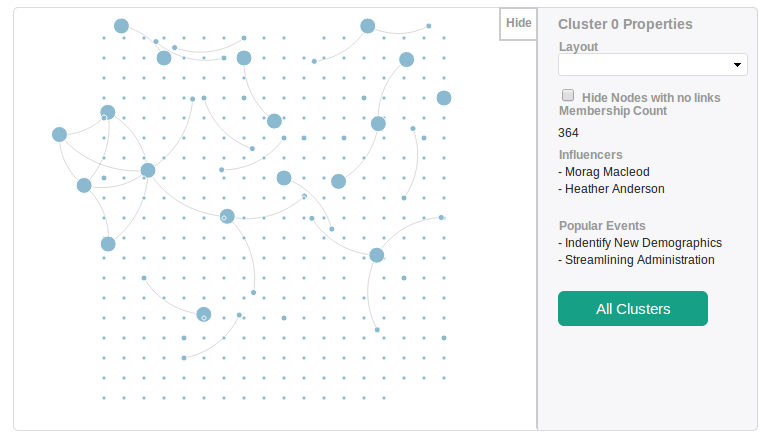 Hide
Cluster 0 Properties
Layout
Hide Nodes with no links
Membership Count
364
Influencers
- Morag Macleod
- Heather Anderson
Popular Events
- Indentify New Demographics
- Streamlining Administration
All Clusters